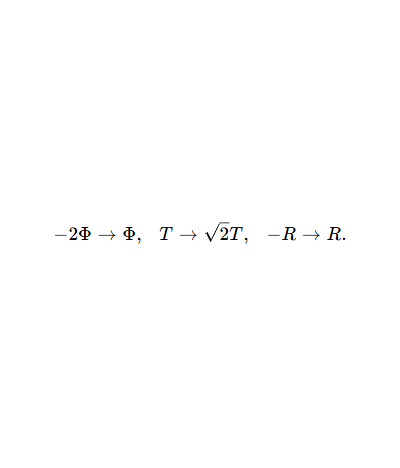 −2Φ → Φ, T → √2T, −R → R.